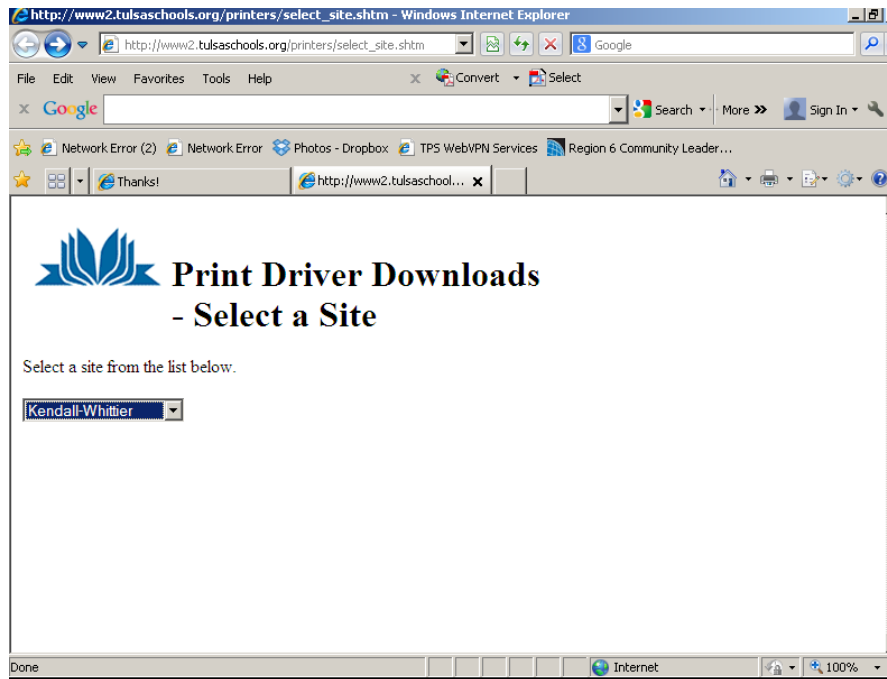 http://www2.tulsaschools.org/printers/select_site.shtm - Windows Internet Explorer
http://www2.tulsaschools.org/printers/select_site.shtm
8 Google
File Edit View Favorites Tools Help x Convert Select
x Google Search More >> Sign In
Network Error (2) Network Error Photos - Dropbox TPS WebVPN Services Region 6 Community Leader...
Thanks! http://www2.tulsaschool... x
Print Driver Downloads
- Select a Site
Select a site from the list below.
Kendall-Whittier
Done Internet 100%